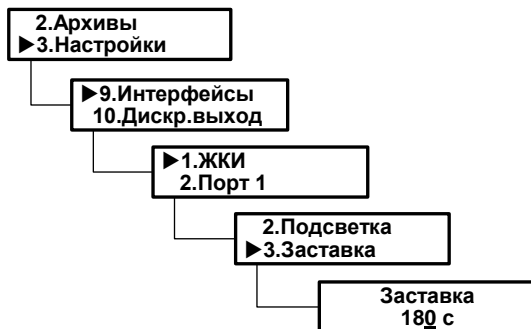 2.Архивы
▶3.Настройки
▶9.Интерфейсы
10.Дискр.выход
▶1.ЖКИ
2.Порт 1
2.Подсветка
▶3.Заставка
Заставка
180 с